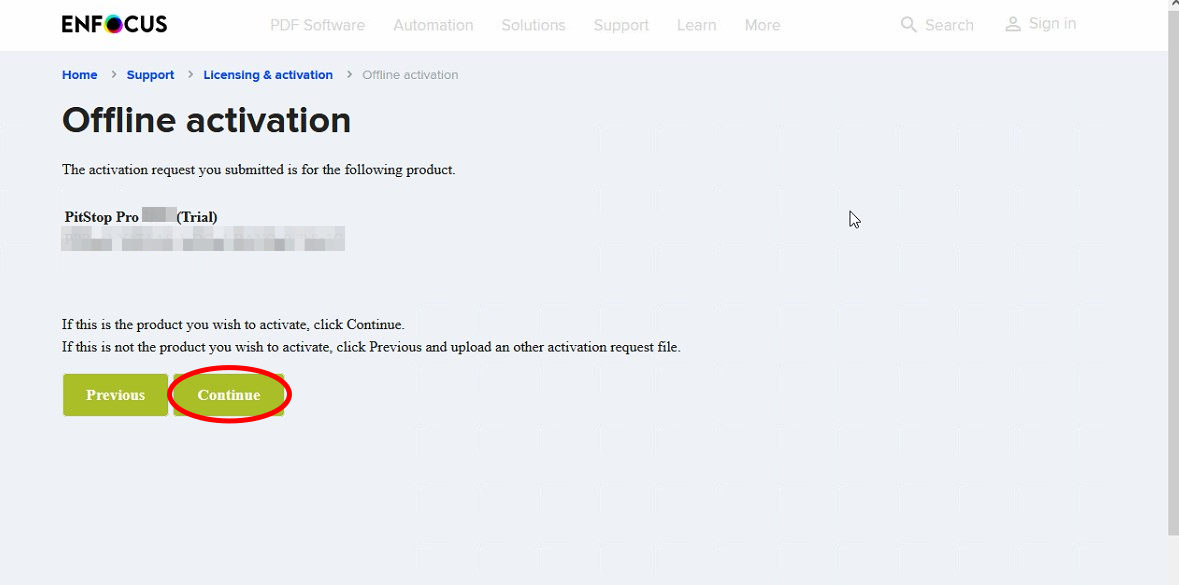 ENFOCUS
PDF Software Automation Solutions Support Learn More Search Sign in
Home > Support > Licensing & activation > Offline activation
Offline activation
The activation request you submitted is for the following product.
PitStop Pro (Trial)
If this is the product you wish to activate, click Continue.
If this is not the product you wish to activate, click Previous and upload an other activation request file.
Previous Continue